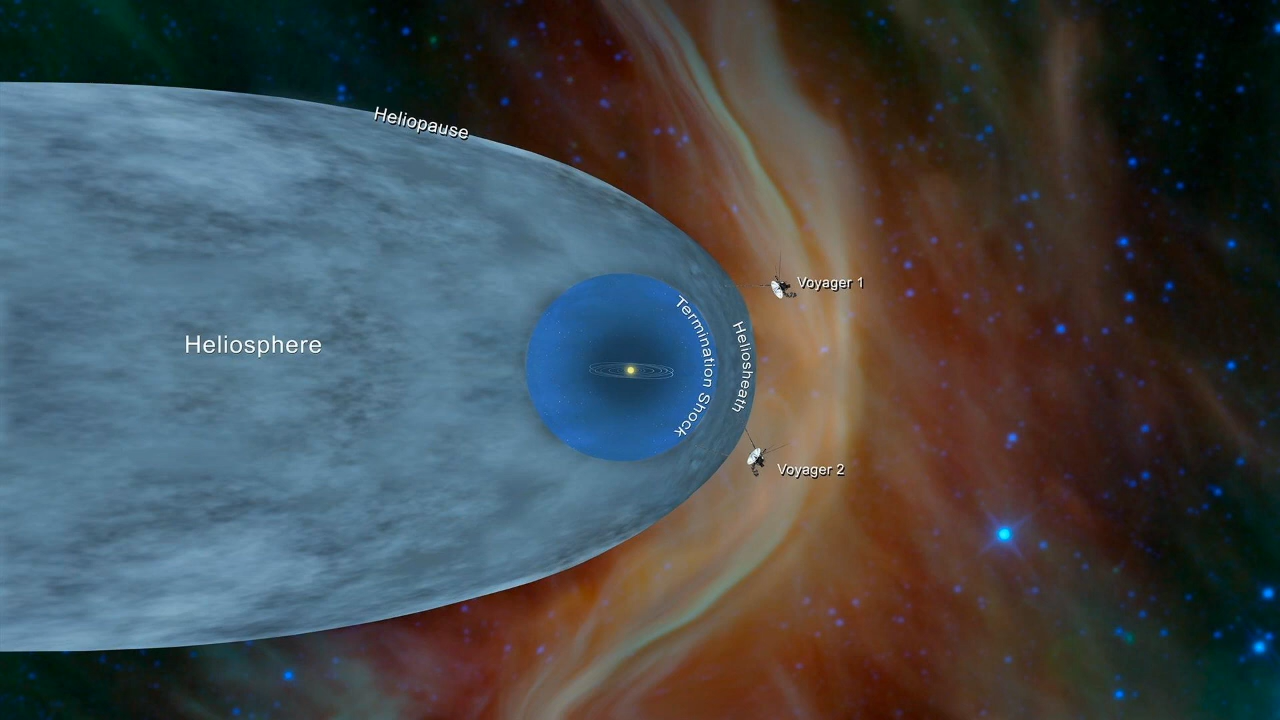 Heliopause
Voyager 1
Termination Shock
Heliosheath
Heliosphere
Voyager 2